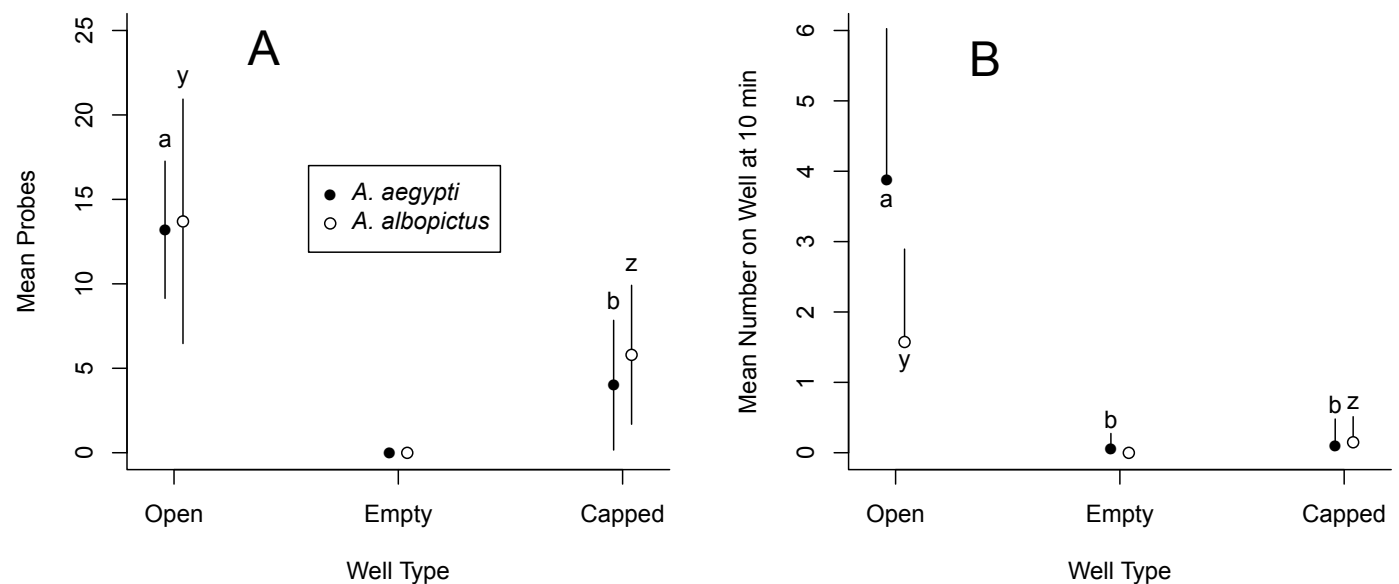 A
Mean Probes
25
20
15
10
5
0
a
y
b
z
A. aegypti
A. albopictus
Open
Empty
Capped
Well Type
B
Mean Number on Well at 10 min
6
5
4
3
2
1
0
a
y
b
b
z
Open
Empty
Capped
Well Type